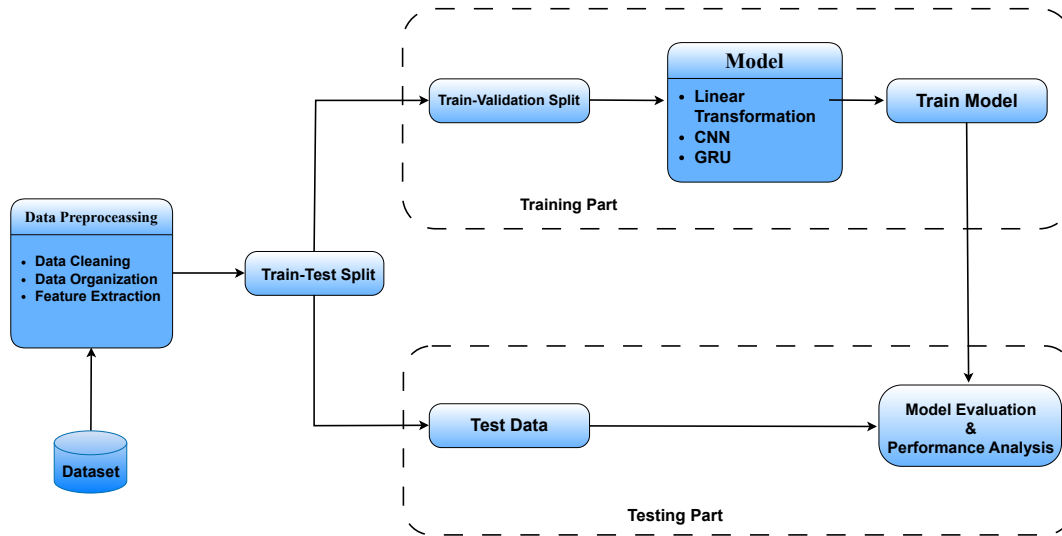 Model
• Linear
Transformation
• CNN
• GRU
Train-Validation Split
Train Model
Training Part
Data Preproceassing
• Data Cleaning
• Data Organization
• Feature Extraction
Train-Test Split
Dataset
Test Data
Model Evaluation
&
Performance Analysis
Testing Part